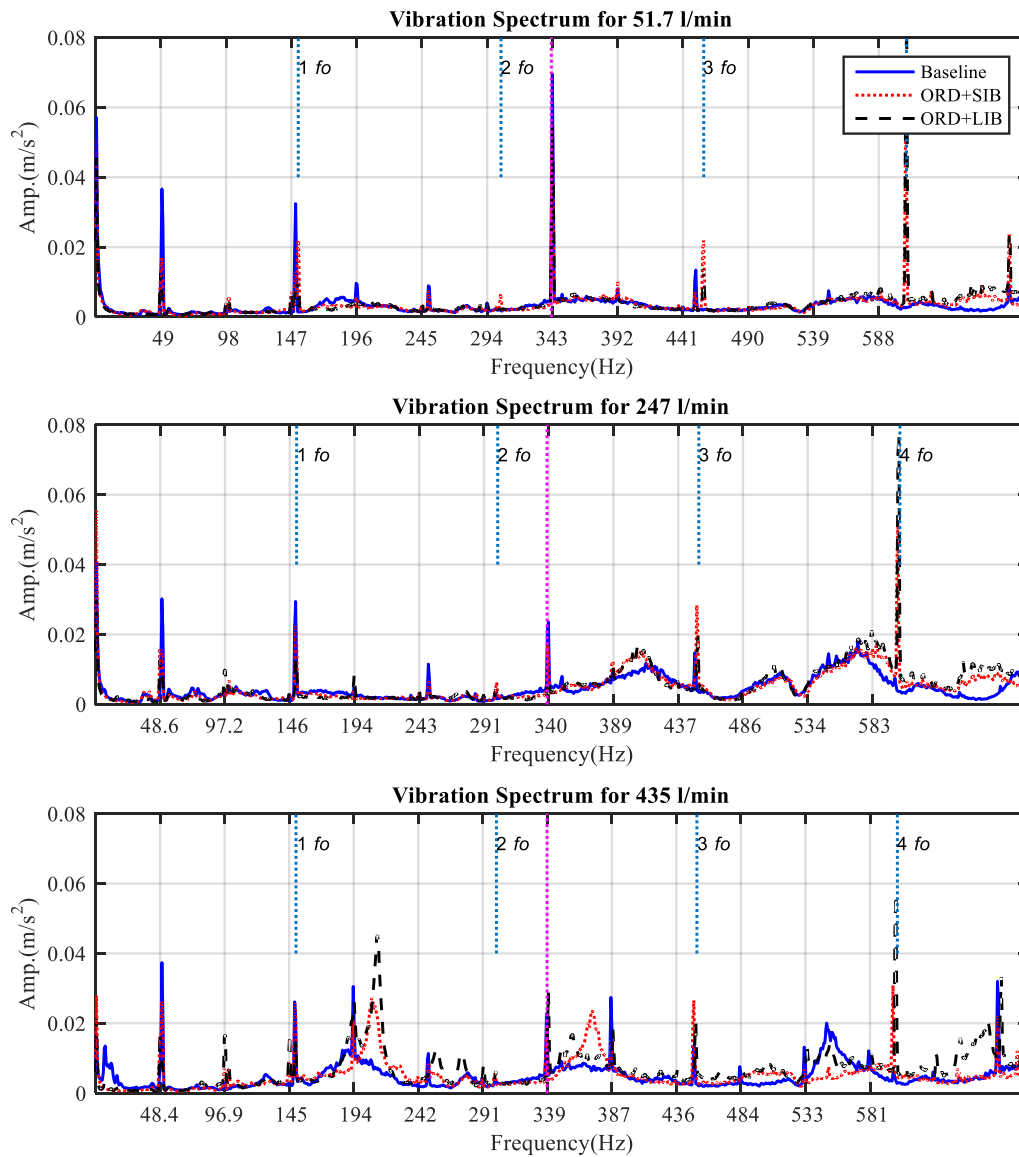 Vibration Spectrum for 51.7 l/min
0.08
0.06
0.04
0.02
0
Amp.(m/s²)
1 fo
2 fo
3 fo
Baseline
ORD+SIB
ORD+LIB
49 98 147 196 245 294 343 392 441 490 539 588
Frequency(Hz)
Vibration Spectrum for 247 l/min
0.08
0.06
0.04
0.02
0
Amp.(m/s²)
1 fo
2 fo
3 fo
4 fo
48.6 97.2 146 194 243 291 340 389 437 486 534 583
Frequency(Hz)
Vibration Spectrum for 435 l/min
0.08
0.06
0.04
0.02
0
Amp.(m/s²)
1 fo
2 fo
3 fo
4 fo
48.4 96.9 145 194 242 291 339 387 436 484 533 581
Frequency(Hz)